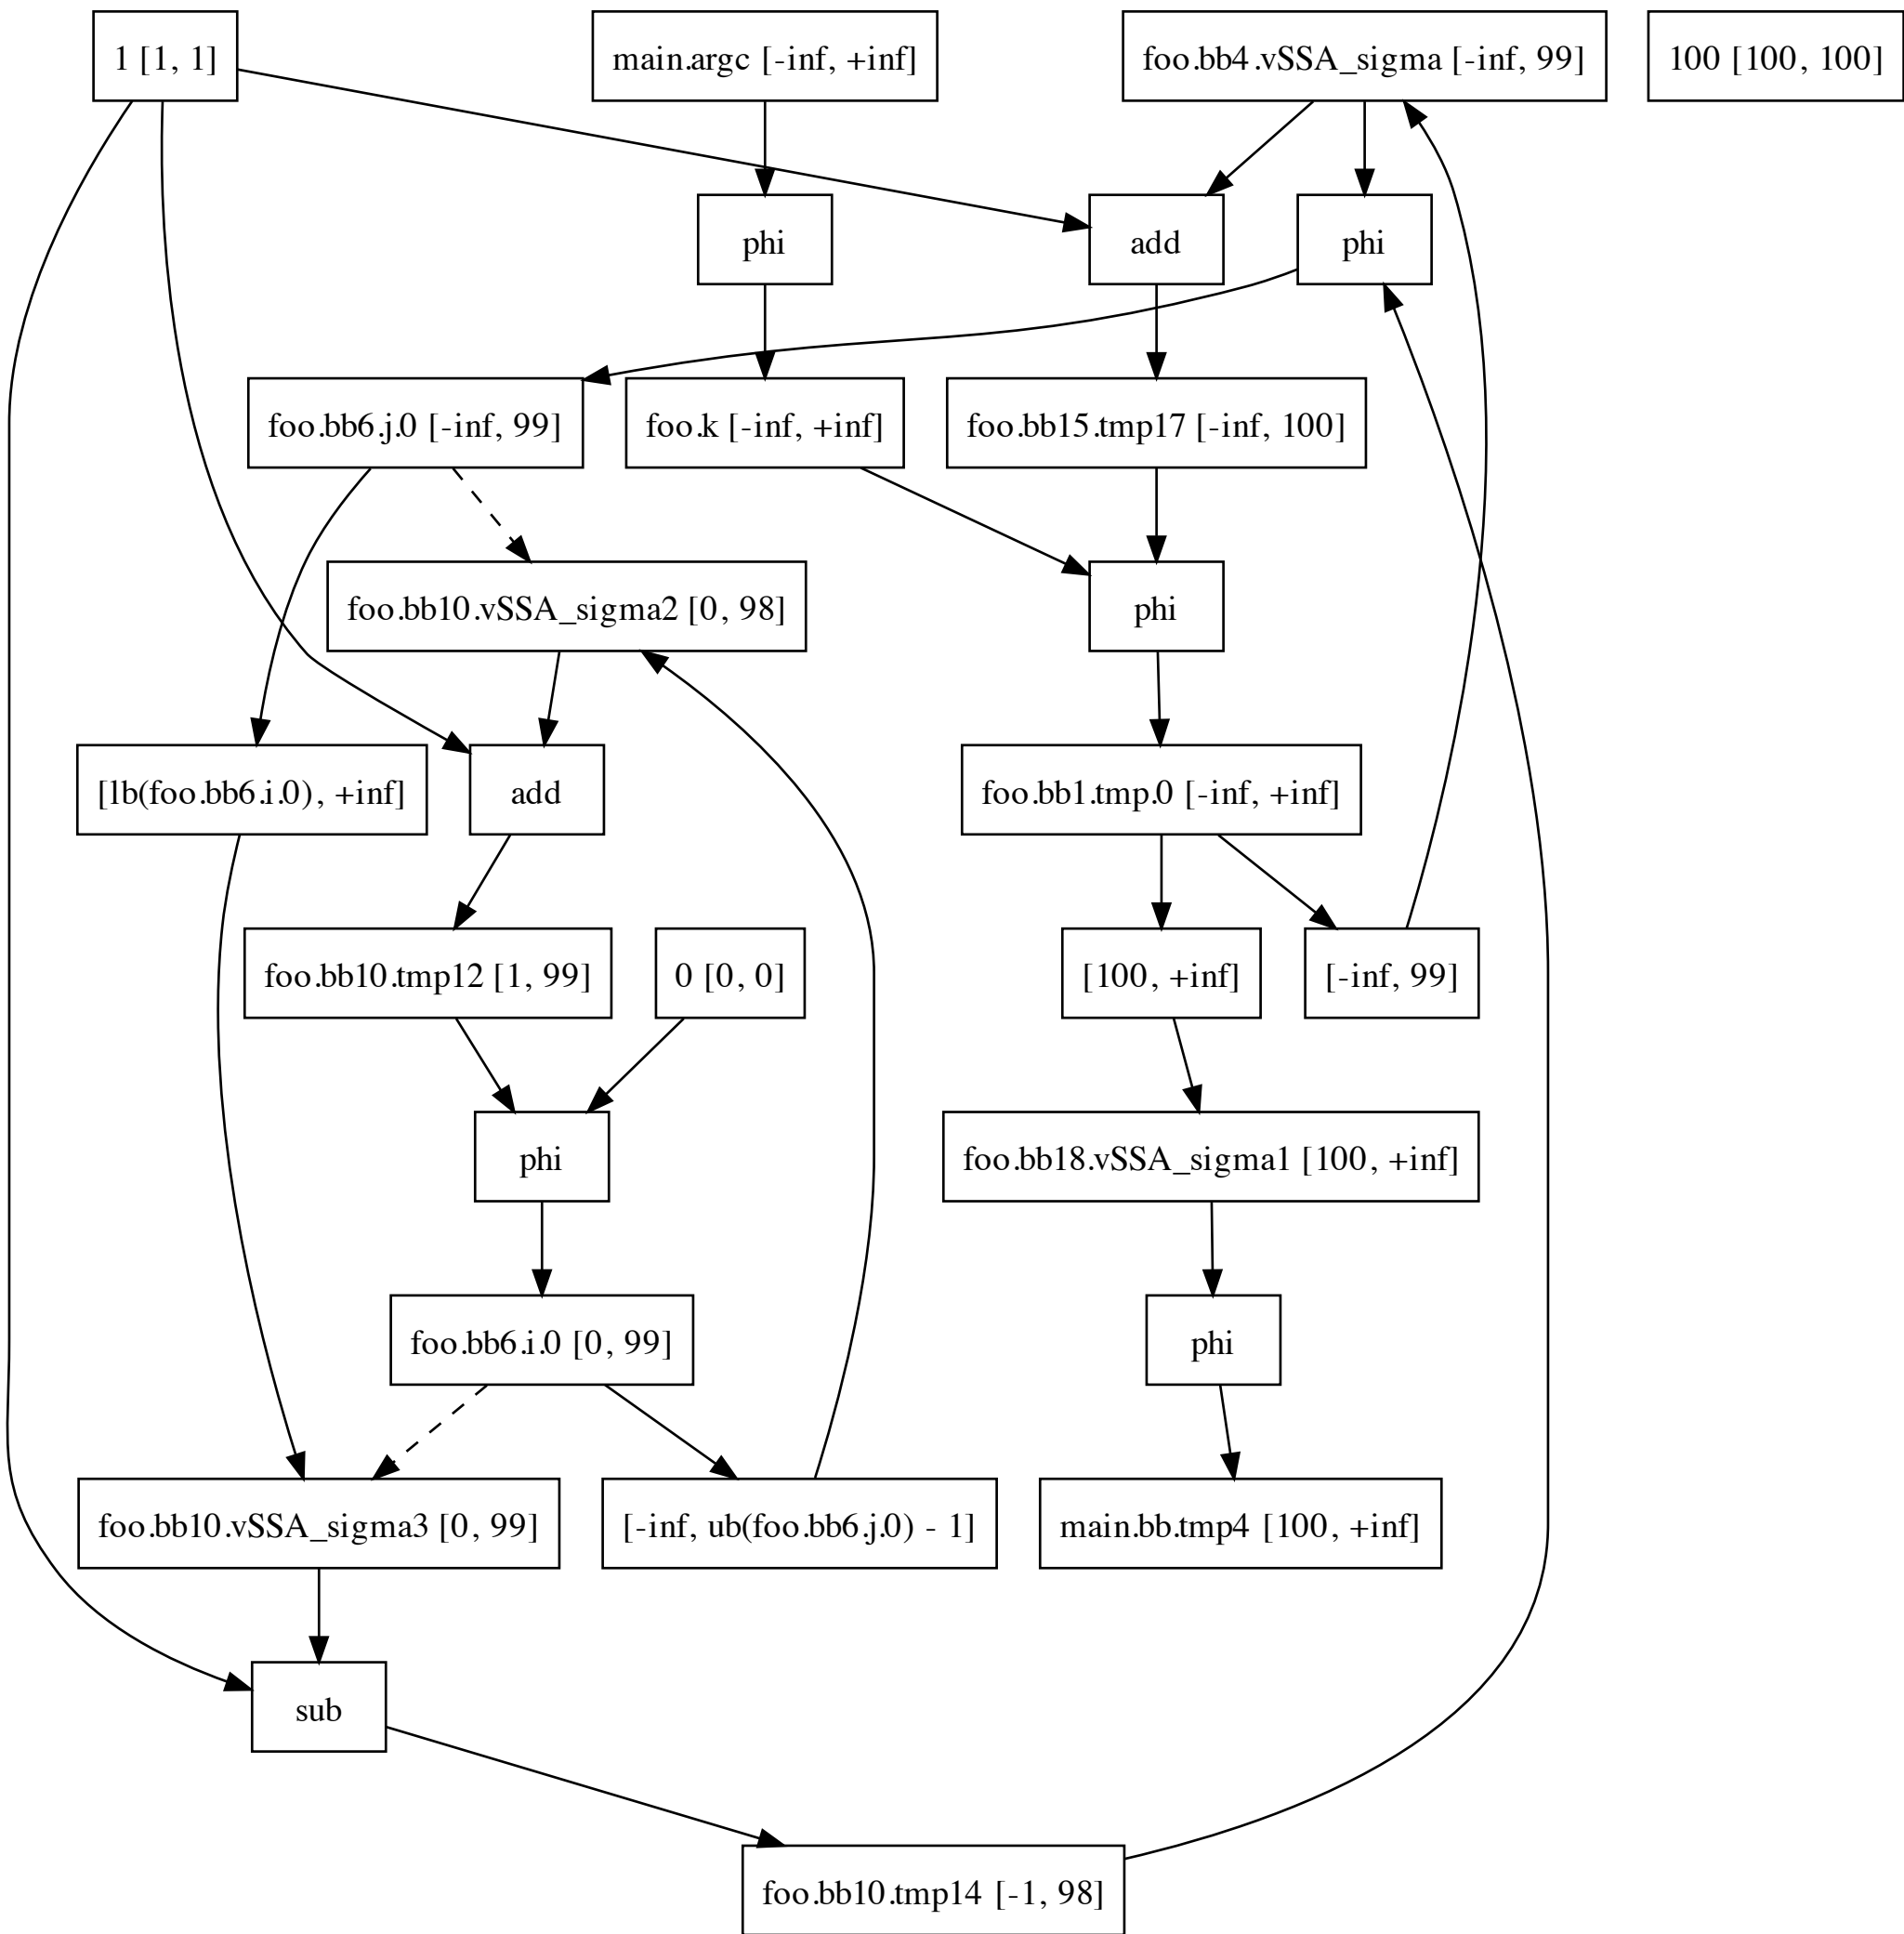 1 [1, 1]
main.argc [-inf, +inf]
foo.bb4.vSSA_sigma [-inf, 99]
100 [100, 100]
phi
add
phi
foo.bb6.j.0 [-inf, 99]
foo.k [-inf, +inf]
foo.bb15.tmp17 [-inf, 100]
foo.bb10.vSSA_sigma2 [0, 98]
phi
[lb(foo.bb6.i.0), +inf]
add
foo.bb1.tmp.0 [-inf, +inf]
foo.bb10.tmp12 [1, 99]
0 [0, 0]
[100, +inf]
[-inf, 99]
phi
foo.bb18.vSSA_sigma1 [100, +inf]
foo.bb6.i.0 [0, 99]
phi
foo.bb10.vSSA_sigma3 [0, 99]
[-inf, ub(foo.bb6.j.0) - 1]
main.bb.tmp4 [100, +inf]
sub
foo.bb10.tmp14 [-1, 98]